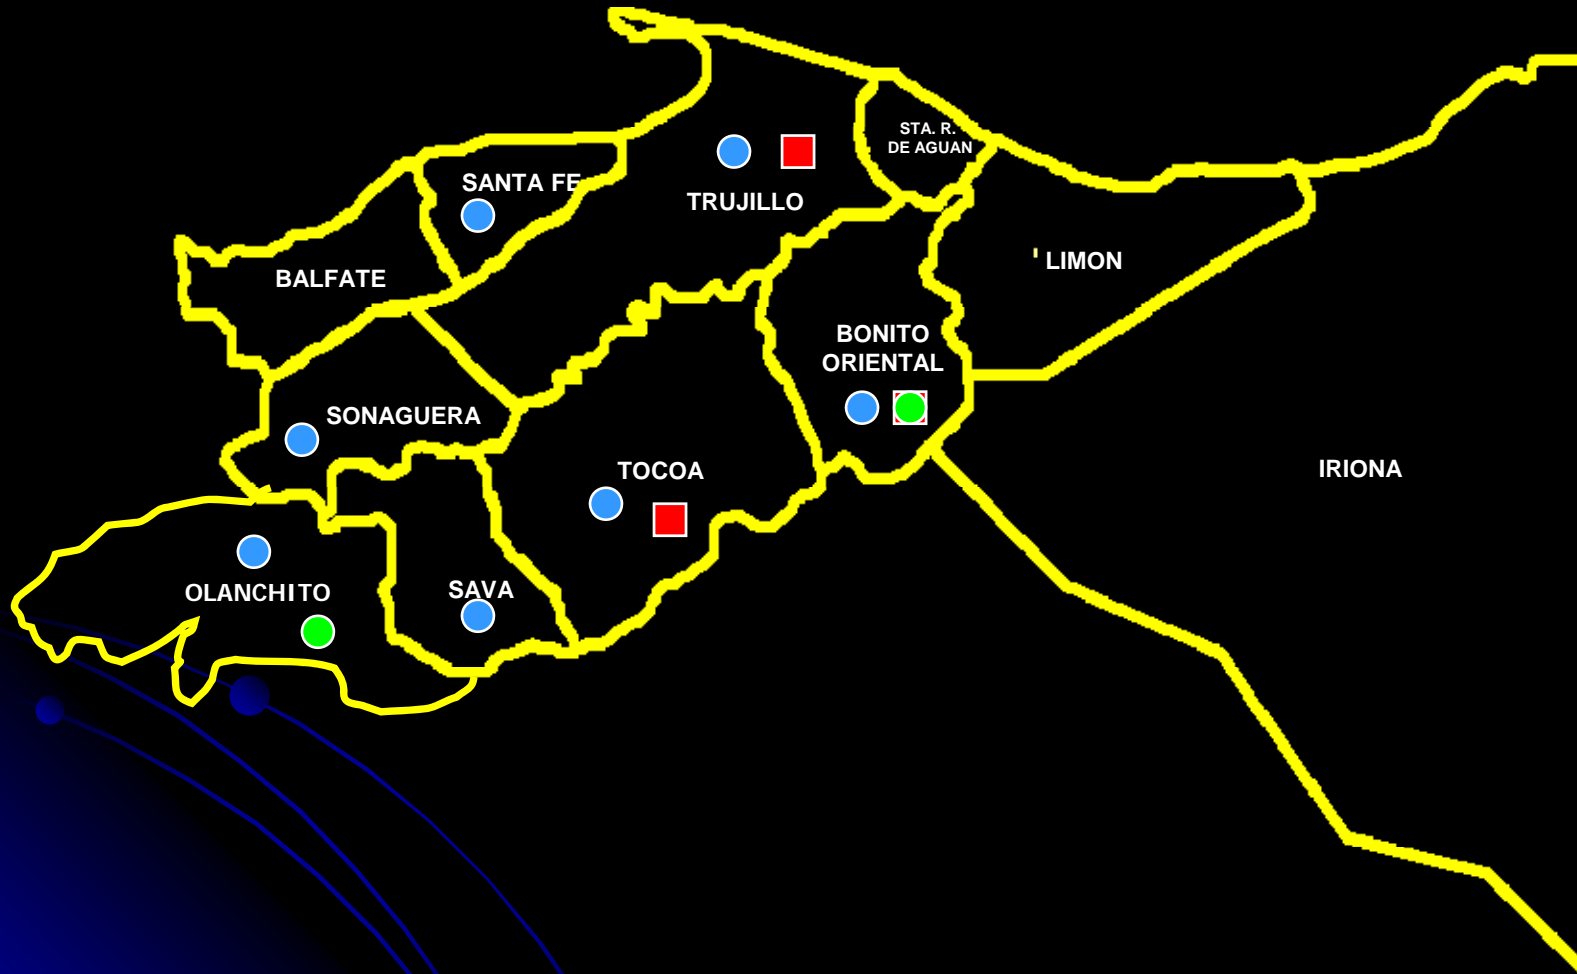 STA. R.
DE AGUAN
SANTA FE
TRUJILLO
LIMON
BALFATE
BONITO
ORIENTAL
SONAGUERA
TOCOA
IRIONA
SAVA
OLANCHITO